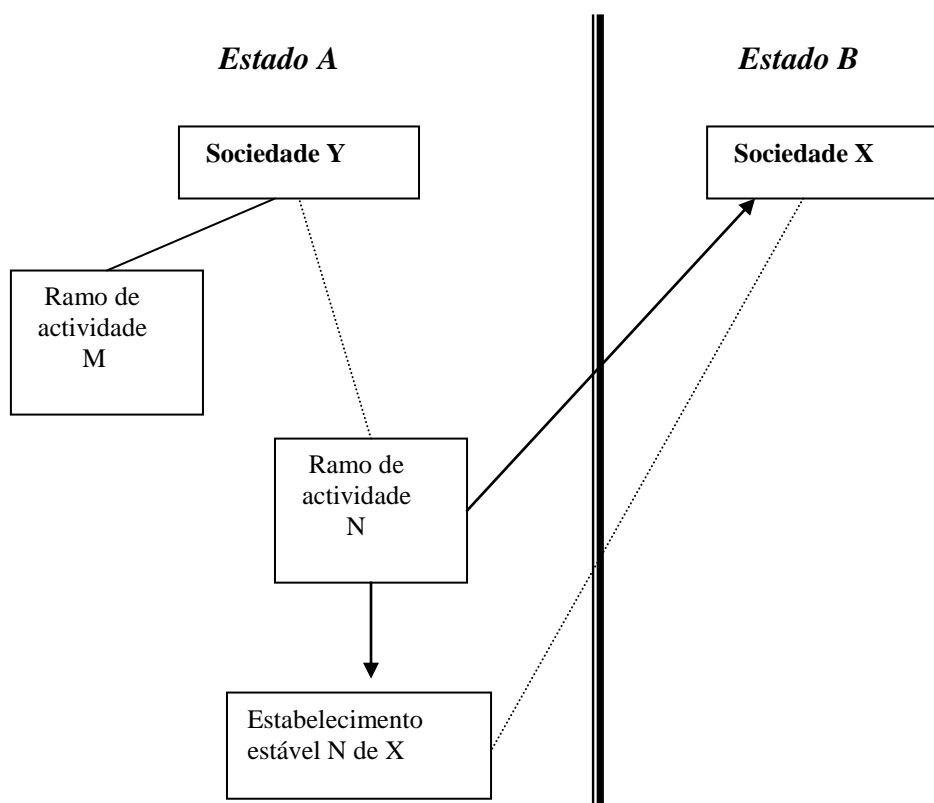 Estado A
Estado B
Sociedade Y
Sociedade X
Ramo de
actividade
M
Ramo de
actividade
N
Estabelecimento
estável N de X